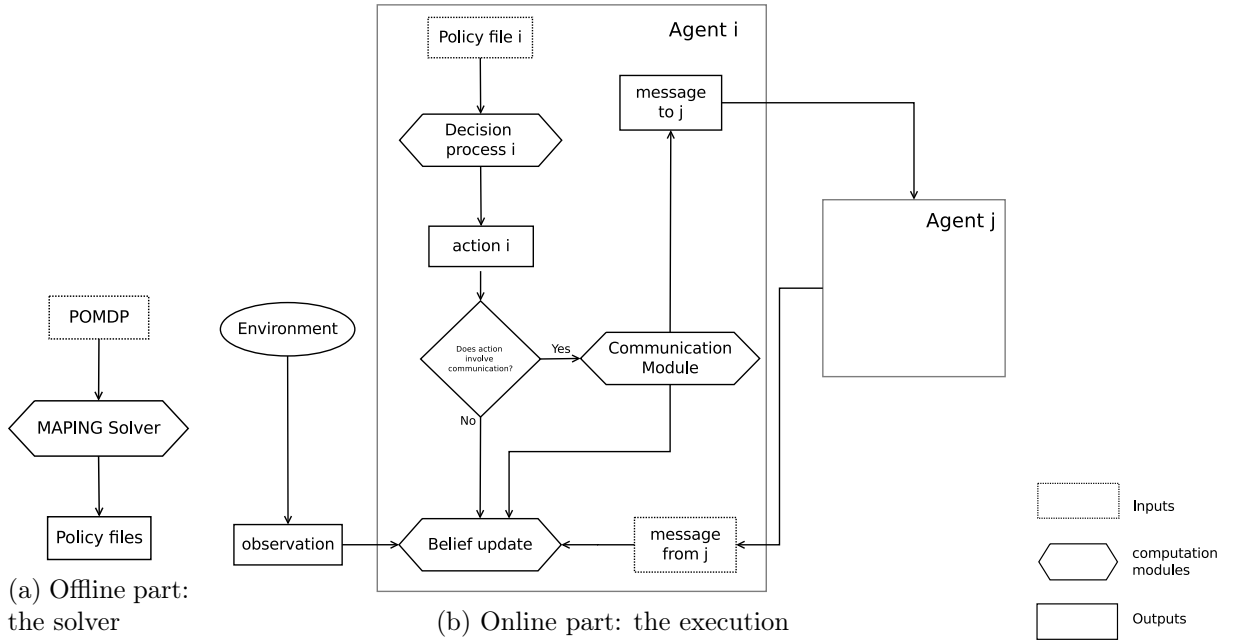 Policy file i
Agent i
message
to j
Decision
process i
action i
Agent j
POMDP
Environment
Does action
involve
communication?
Yes
Communication
Module
No
MAPING Solver
Policy files
observation
Belief update
message
from j
Inputs
computation
modules
Outputs
(a) Offline part:
the solver
(b) Online part: the execution